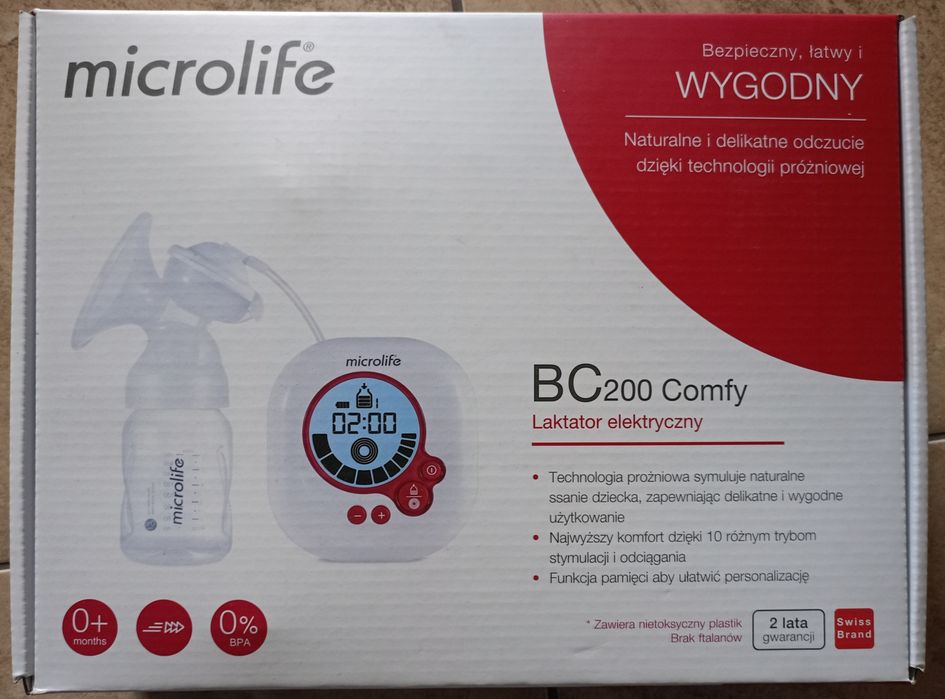 microlife®
Bezpieczny, łatwy i
WYGODNY
Naturalne i delikatne odczucie
dzięki technologii próżniowej
microlife
02:00
microlife
BC200 Comfy
Laktator elektryczny
• Technologia prożniowa symuluje naturalne
ssanie dziecka, zapewniając delikatne i wygodne
użytkowanie
• Najwyższy komfort dzięki 10 różnym trybom
stymulacji i odciągania
• Funkcja pamięci aby ułatwić personalizację
0+
months
0%
BPA
* Zawiera nietoksyczny plastik
Brak ftalanów
2 lata
gwarancji
Swiss
Brand